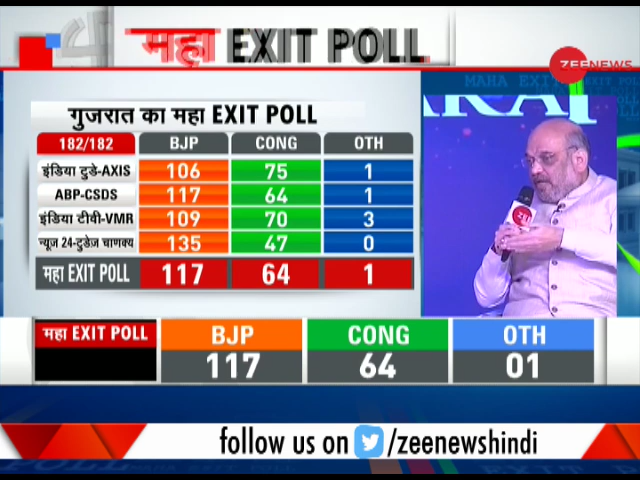 महा EXIT POLL
ZEENEWS
गुजरात का महा EXIT POLL
182/182 BJP CONG OTH
इंडिया टुडे-AXIS 106 75 1
ABP-CSDS 117 64 1
इंडिया टीवी-VMR 109 70 3
न्यूज 24-टुडेज चाणक्य 135 47 0
महा EXIT POLL 117 64 1
महा EXIT POLL BJP CONG OTH
117 64 01
follow us on /zeenewshindi